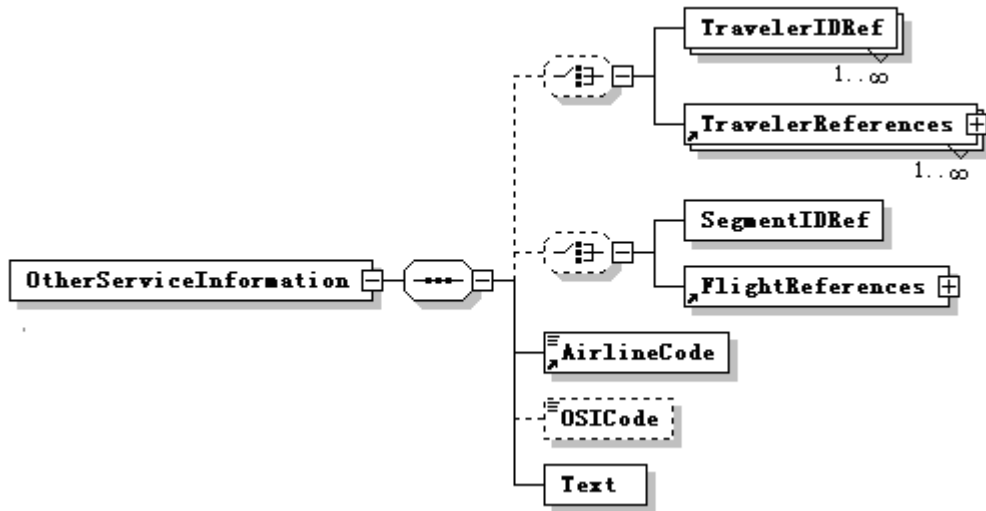 TravelerIDRef
1..∞
TravelerReferences
1..∞
SegmentIDRef
OtherServiceInformation
FlightReferences
AirlineCode
OSICode
Text